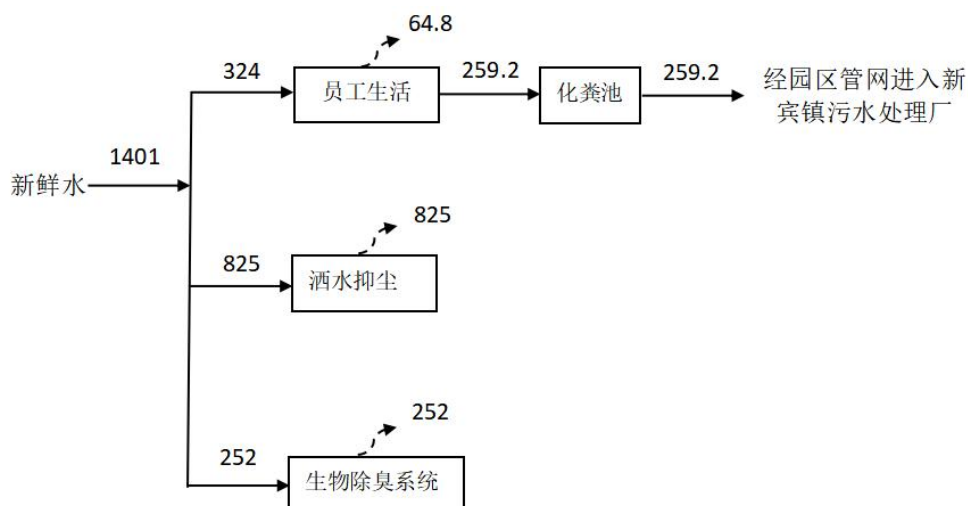 64.8
324
员工生活
259.2
化粪池
259.2
经园区管网进入新
宾镇污水处理厂
新鲜水
1401
825
825
洒水抑尘
252
252
生物除臭系统